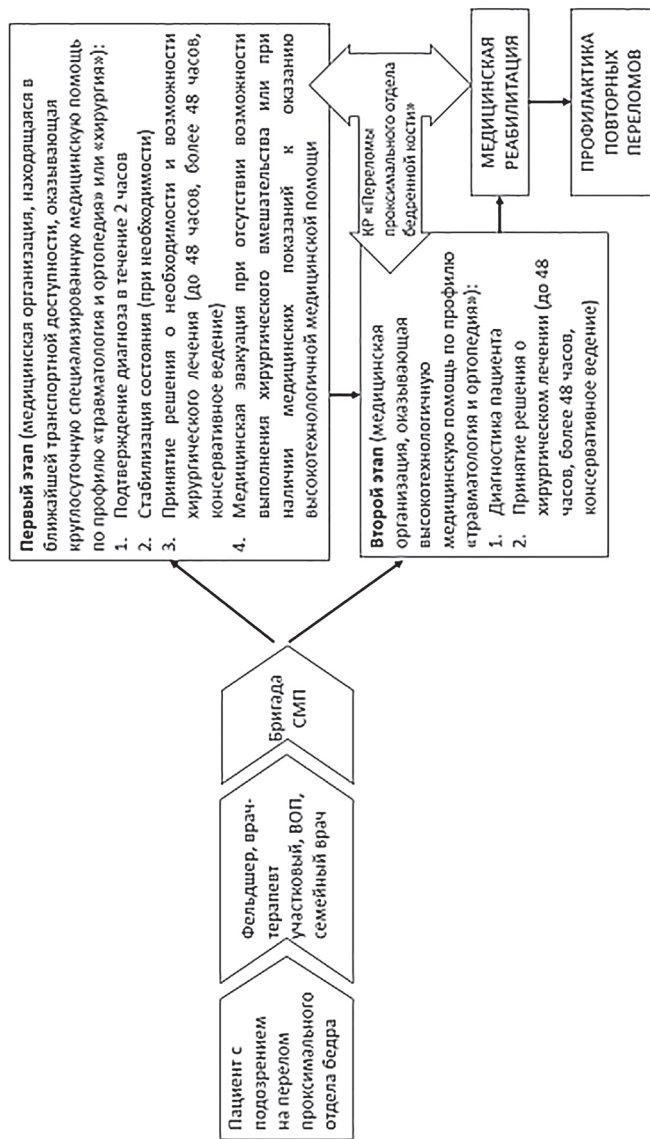 Пациент с
подозрением
на перелом
проксимального
отдела бедра
Фельдшер, врач-
терапевт
участковый, ВОП,
семейный врач
Бригада
СМП
Первый этап (медицинская организация, находящаяся в
ближайшей транспортной доступности, оказывающая
круглосуточную специализированную медицинскую помощь
по профилю «травматология и ортопедия» или «хирургия»):
1. Подтверждение диагноза в течение 2 часов
2. Стабилизация состояния (при необходимости)
3. Принятие решения о необходимости и возможности
хирургического лечения (до 48 часов, более 48 часов,
консервативное ведение)
4. Медицинская эвакуация при отсутствии возможности
выполнения хирургического вмешательства или при
наличии медицинских показаний к оказанию
высокотехнологичной медицинской помощи
Второй этап (медицинская
организация, оказывающая
высокотехнологичную
медицинскую помощь по профилю
«травматология и ортопедия»):
1. Диагностика пациента
2. Принятие решения о
хирургическом лечении (до 48
часов, более 48 часов,
консервативное ведение)
КР «Переломы
проксимального отдела
бедренной кости»
МЕДИЦИНСКАЯ
РЕАБИЛИТАЦИЯ
ПРОФИЛАКТИКА
ПОВТОРНЫХ
ПЕРЕЛОМОВ